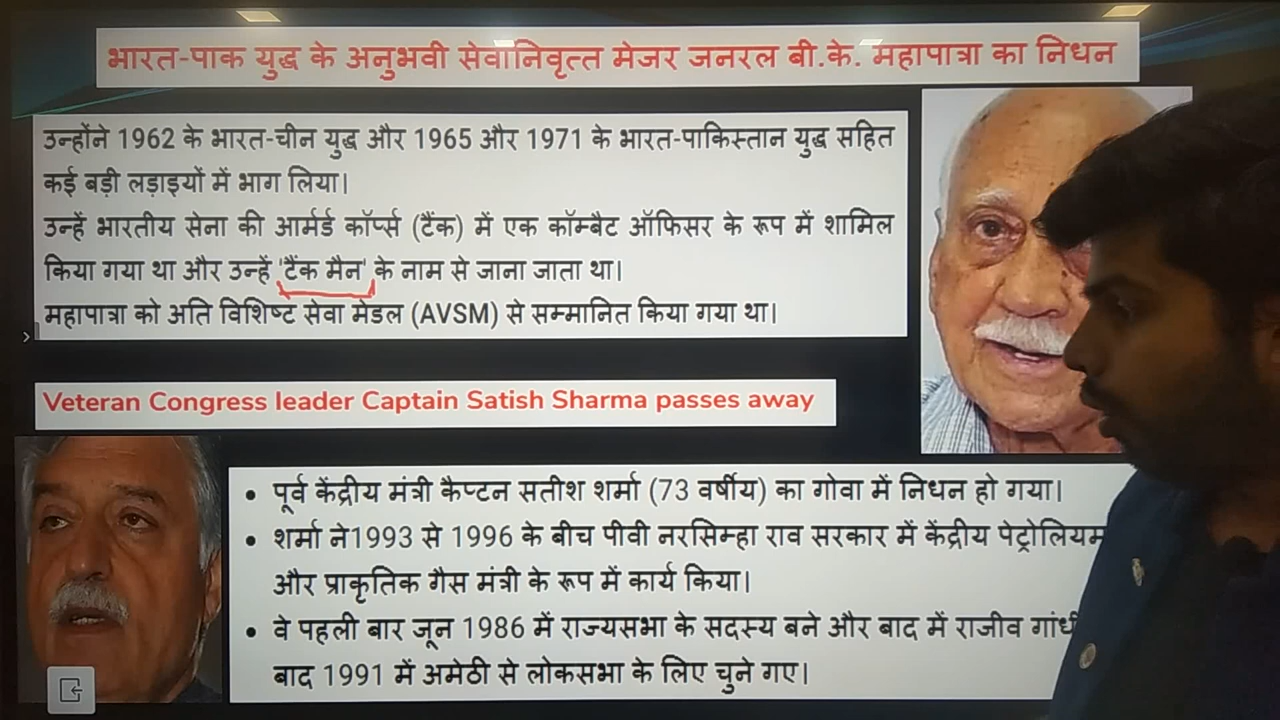 भारत-पाक युद्ध के अनुभवी सेवानिवृत्त मेजर जनरल बी.के. महापात्रा का निधन
उन्होंने 1962 के भारत-चीन युद्ध और 1965 और 1971 के भारत-पाकिस्तान युद्ध सहित
कई बड़ी लड़ाइयों में भाग लिया।
उन्हें भारतीय सेना की आर्मर्ड कॉर्प्स (टैंक) में एक कॉम्बैट ऑफिसर के रूप में शामिल
किया गया था और उन्हें 'टैंक मैन' के नाम से जाना जाता था।
महापात्रा को अति विशिष्ट सेवा मेडल (AVSM) से सम्मानित किया गया था।
Veteran Congress leader Captain Satish Sharma passes away
• पूर्व केंद्रीय मंत्री कैप्टन सतीश शर्मा (73 वर्षीय) का गोवा में निधन हो गया।
• शर्मा ने1993 से 1996 के बीच पीवी नरसिम्हा राव सरकार में केंद्रीय पेट्रोलियम
और प्राकृतिक गैस मंत्री के रूप में कार्य किया।
• वे पहली बार जून 1986 में राज्यसभा के सदस्य बने और बाद में राजीव गांधी
बाद 1991 में अमेठी से लोकसभा के लिए चुने गए।